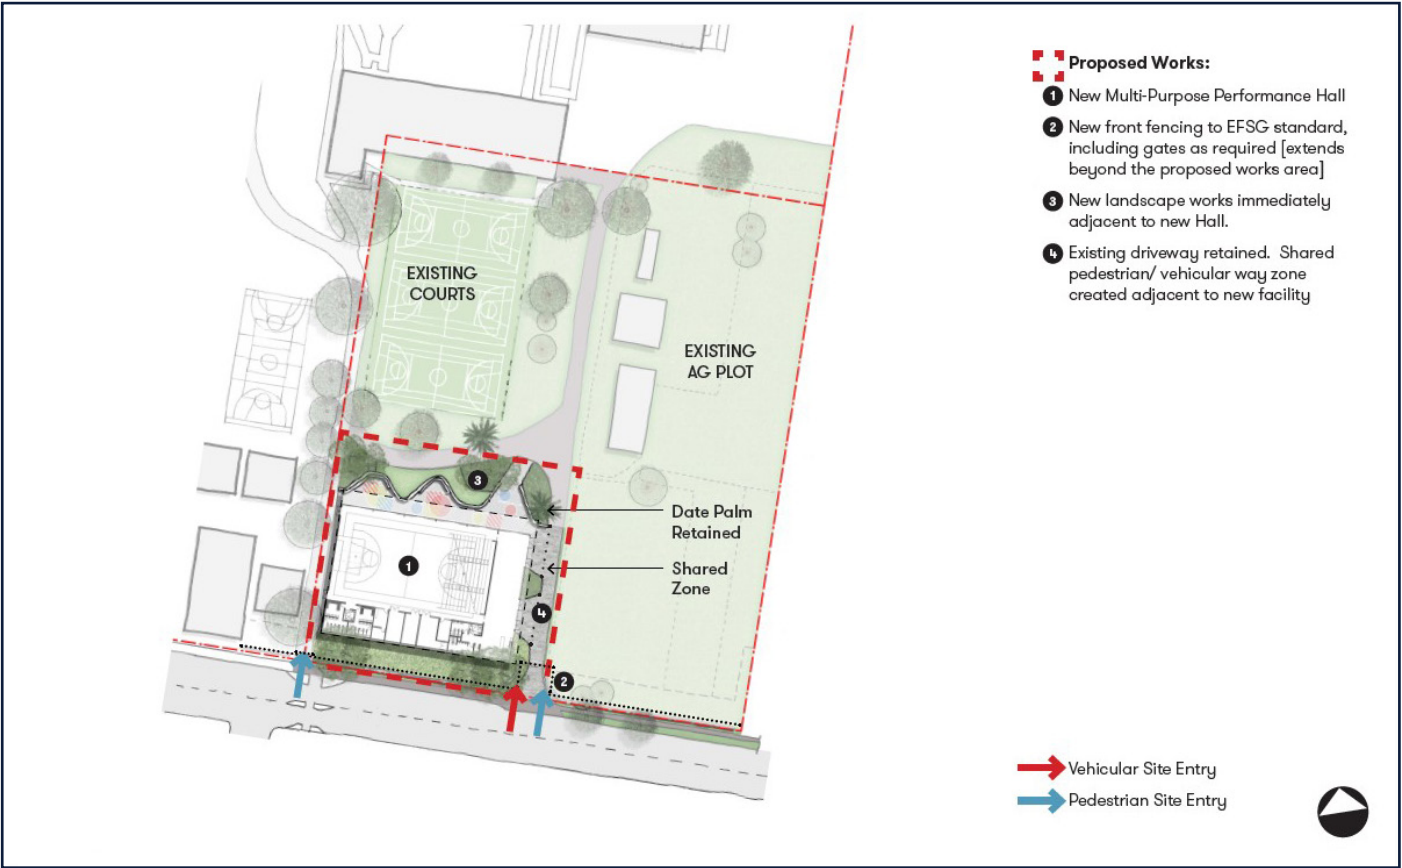 Proposed Works:
1 New Multi-Purpose Performance Hall
2 New front fencing to EFSG standard,
including gates as required [extends
beyond the proposed works area]
3 New landscape works immediately
adjacent to new Hall.
4 Existing driveway retained. Shared
pedestrian/ vehicular way zone
created adjacent to new facility
EXISTING
COURTS
EXISTING
AG PLOT
3
Date Palm
Retained
1
Shared
Zone
4
2
Vehicular Site Entry
Pedestrian Site Entry